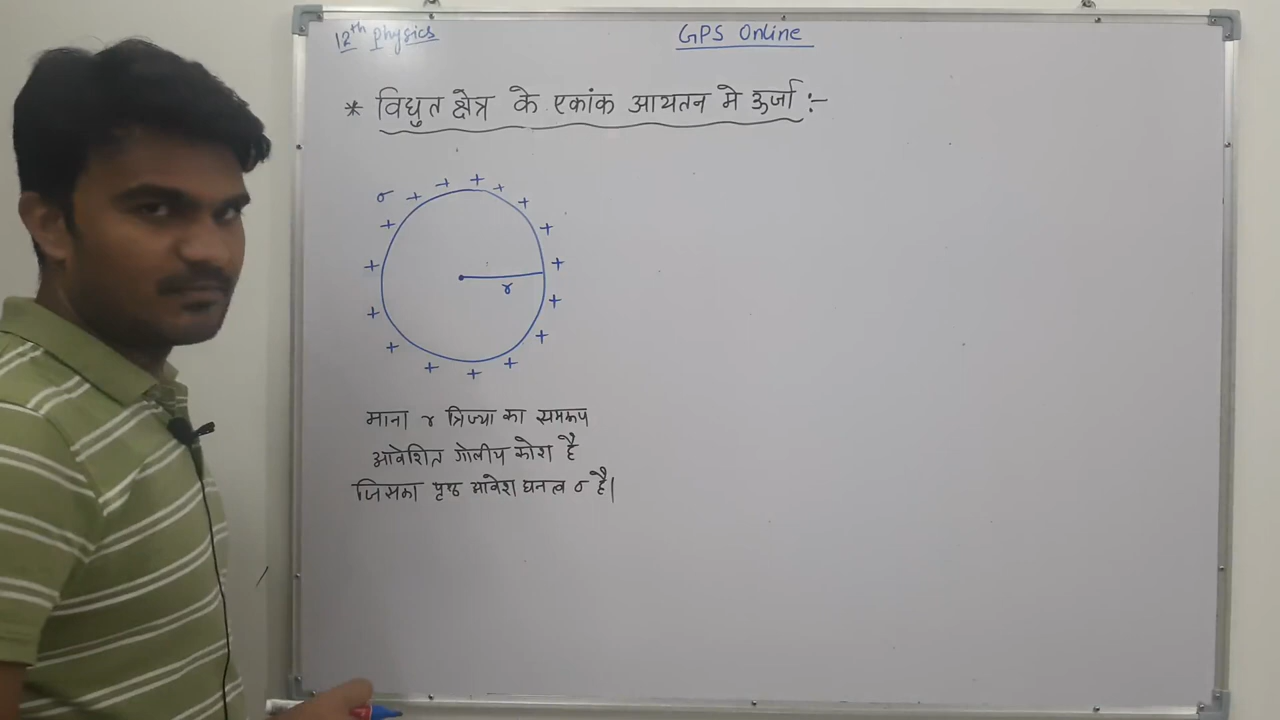 12th Physics
GPS Online
* विधुत क्षेत्र के एकांक आयतन मे ऊर्जा :-
σ + + + + + +
+ +
+ +
r
+ +
+ +
+ + +
माना r त्रिज्या का समरूप
आवेशित गोलीय कोश है
जिसका पृष्ठ आवेश घनत्व σ है।